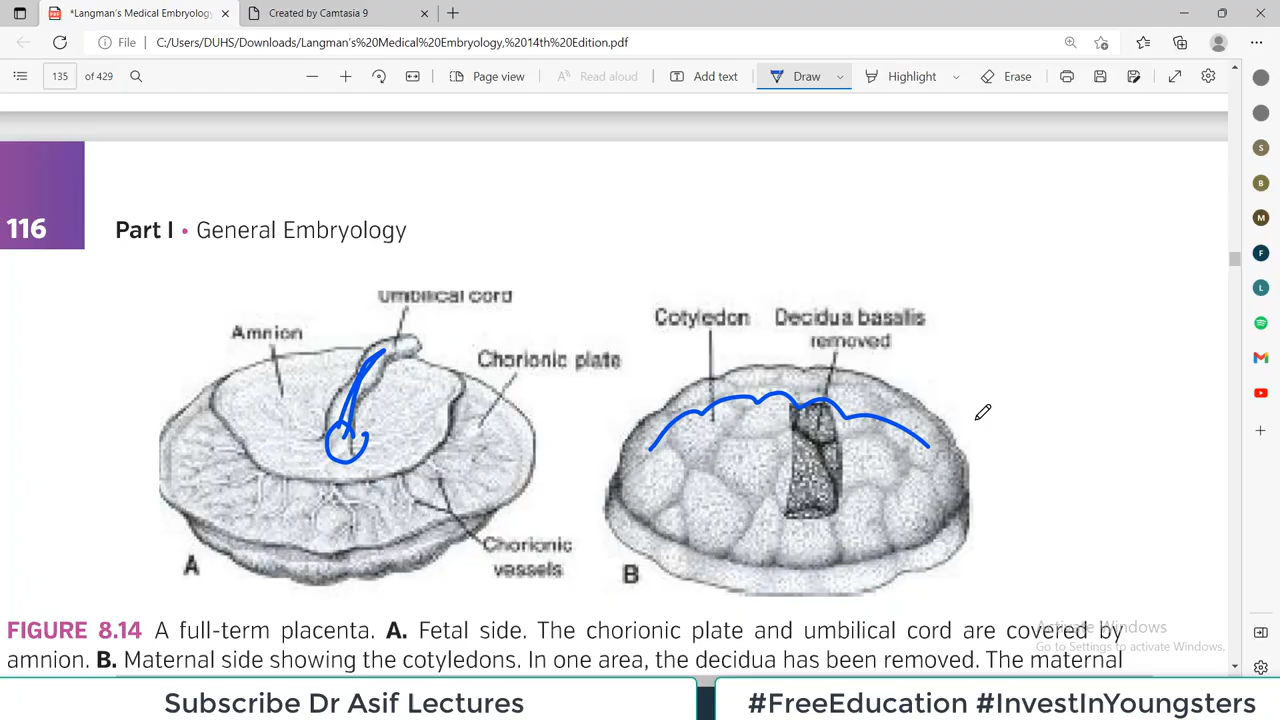 *Langman's Medical Embryology,
Created by Camtasia 9
File
C:/Users/DUHS/Downloads/Langman's%20Medical%20Embryology,%2014th%20Edition.pdf
135 of 429
Page view
Read aloud
Add text
Draw
Highlight
Erase
116
Part I • General Embryology
Umbilical cord
Amnion
Chorionic plate
Chorionic
vessels
A
Cotyledon
Decidua basalis
removed
B
FIGURE 8.14 A full-term placenta. A. Fetal side. The chorionic plate and umbilical cord are covered by
amnion. B. Maternal side showing the cotyledons. In one area, the decidua has been removed. The maternal
Activate Windows
Go to Settings to activate Windows.
S
B
M
F
L
Subscribe Dr Asif Lectures
#FreeEducation #InvestInYoungsters